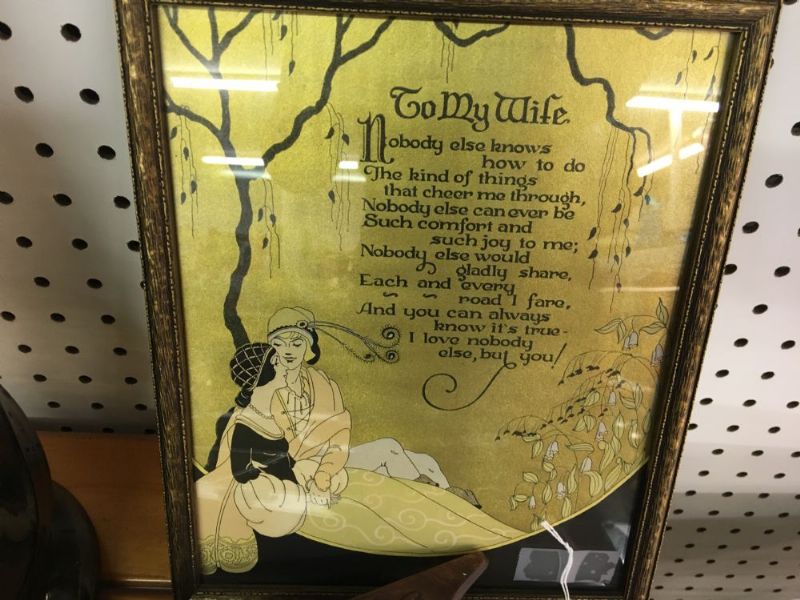 To My Wife
Nobody else knows
how to do
The kind of things
that cheer me through,
Nobody else can ever be
Such comfort and
such joy to me;
Nobody else would
gladly share,
Each and every
road I fare,
And you can always
know it's true-
I love nobody
else, but you!